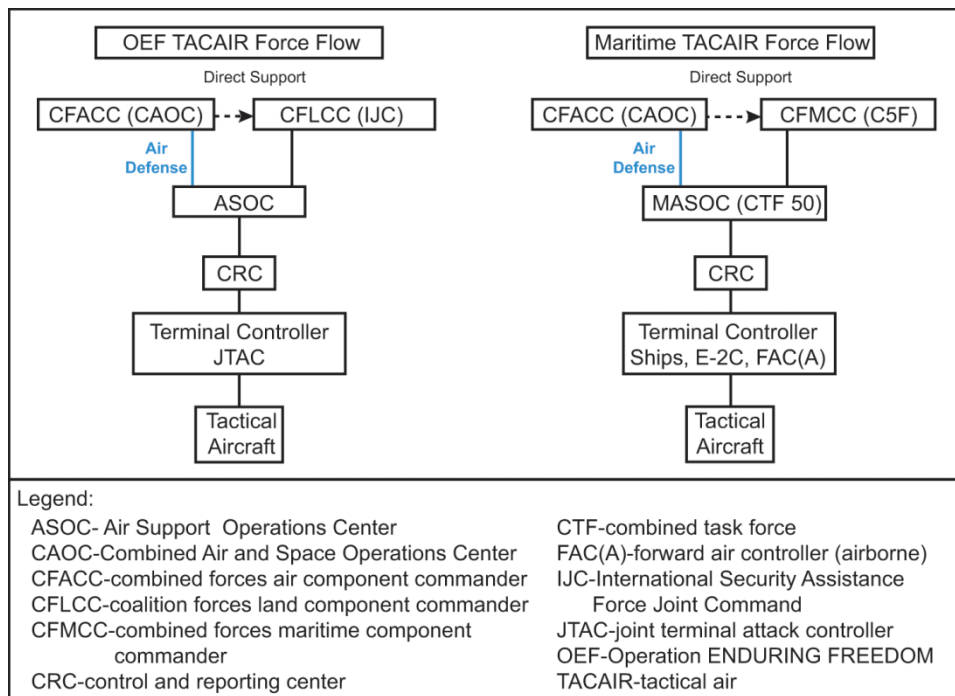 OEF TACAIR Force Flow
Direct Support
CFACC (CAOC)
CFLCC (IJC)
Air
Defense
ASOC
CRC
Terminal Controller
JTAC
Tactical
Aircraft
Maritime TACAIR Force Flow
Direct Support
CFACC (CAOC)
CFMCC (C5F)
Air
Defense
MASOC (CTF 50)
CRC
Terminal Controller
Ships, E-2C, FAC(A)
Tactical
Aircraft
Legend:
ASOC- Air Support Operations Center
CAOC-Combined Air and Space Operations Center
CFACC-combined forces air component commander
CFLCC-coalition forces land component commander
CFMCC-combined forces maritime component
commander
CRC-control and reporting center
CTF-combined task force
FAC(A)-forward air controller (airborne)
IJC-International Security Assistance
Force Joint Command
JTAC-joint terminal attack controller
OEF-Operation ENDURING FREEDOM
TACAIR-tactical air